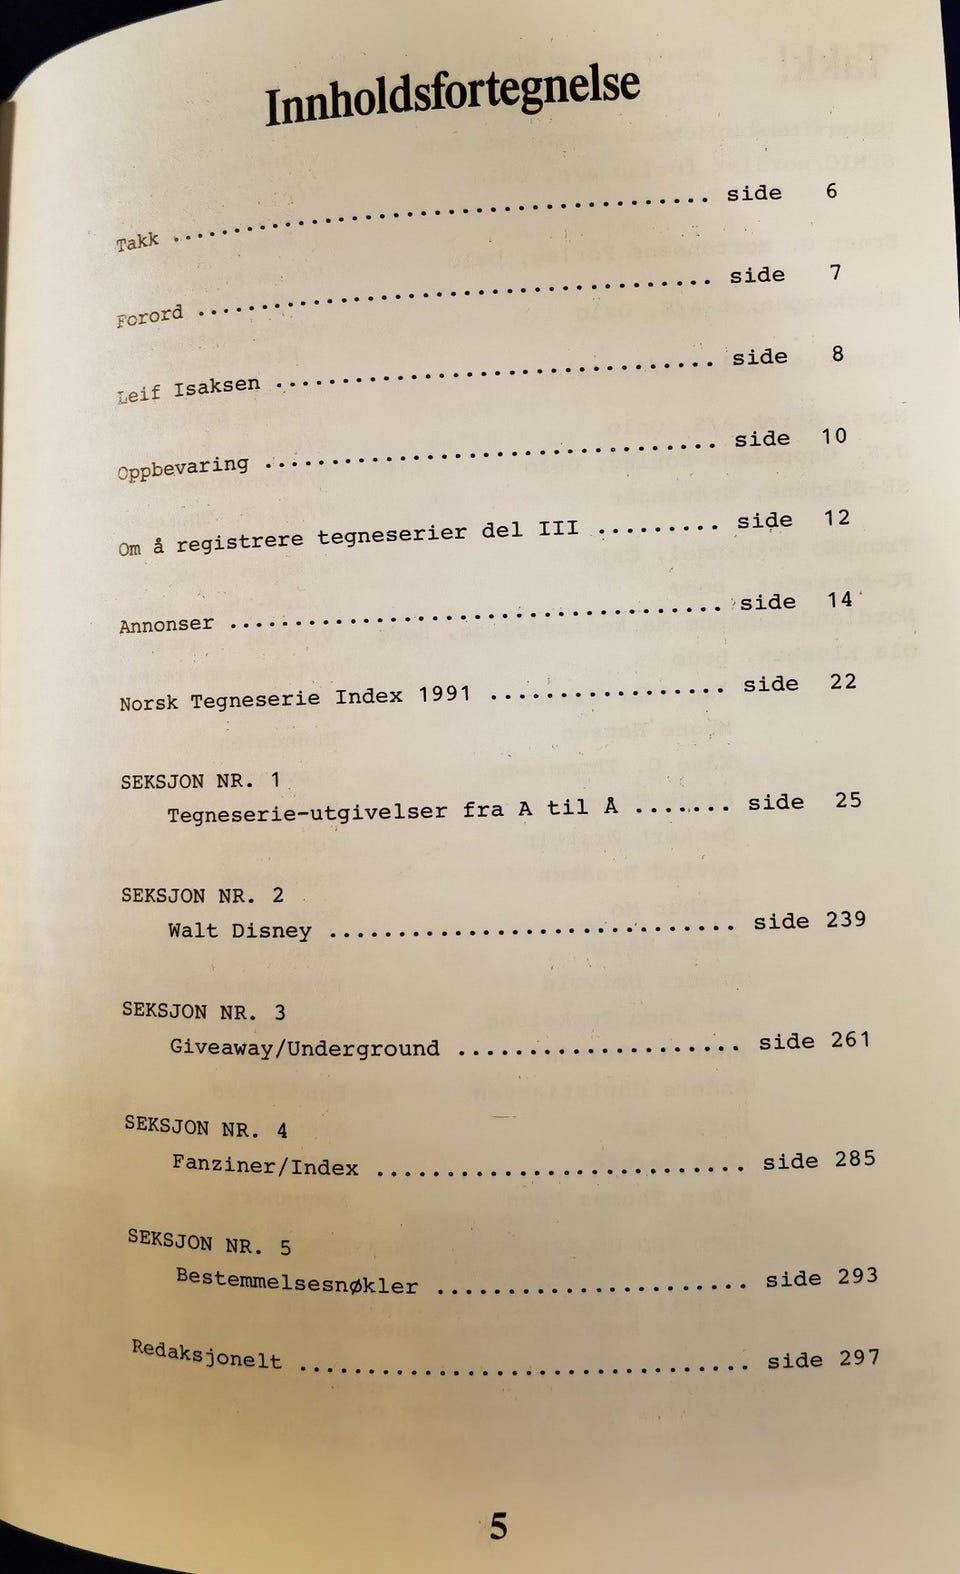 Innholdsfortegnelse
Takk ........................................ side 6
Forord ...................................... side 7
Leif Isaksen ................................ side 8
Oppbevaring ................................. side 10
Om å registrere tegneserier del III ......... side 12
Annonser .................................... side 14
Norsk Tegneserie Index 1991 ................. side 22
SEKSJON NR. 1
Tegneserie-utgivelser fra A til Å ....... side 25
SEKSJON NR. 2
Walt Disney ............................. side 239
SEKSJON NR. 3
Giveaway/Underground .................... side 261
SEKSJON NR. 4
Fanziner/Index .......................... side 285
SEKSJON NR. 5
Bestemmelsesnøkler ...................... side 293
Redaksjonelt ................................ side 297
5